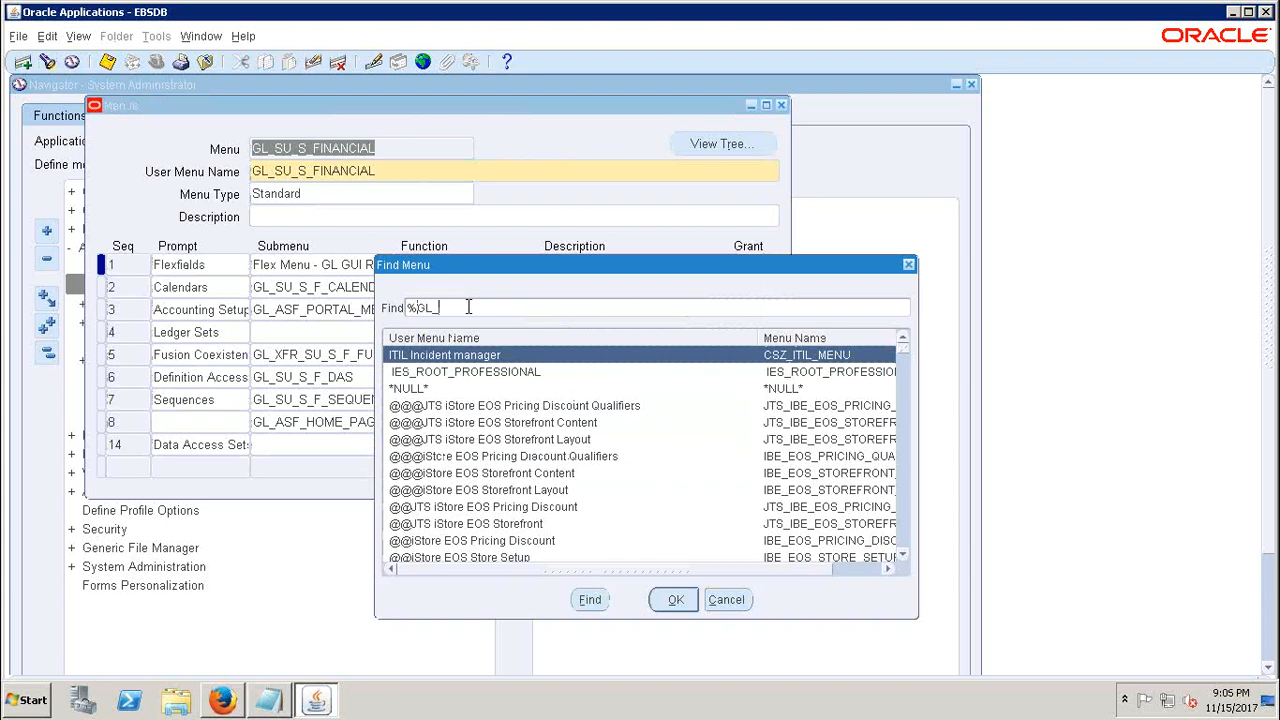 Oracle Applications - EBSDB
File Edit View Folder Tools Window Help
ORACLE
Navigator - System Administrator
Functions
Menus
Applicati
Menu GL_SU_S_FINANCIAL View Tree...
Define m
User Menu Name GL_SU_S_FINANCIAL
Menu Type Standard
Description
Seq Prompt Submenu Function Description Grant
1 Flexfields Flex Menu - GL GUI R
2 Calendars GL_SU_S_F_CALEND
3 Accounting Setup GL_ASF_PORTAL_ME
4 Ledger Sets
5 Fusion Coexisten GL_XFR_SU_S_F_FU
6 Definition Access GL_SU_S_F_DAS
7 Sequences GL_SU_S_F_SEQUEN
8 GL_ASF_HOME_PAG
14 Data Access Set
Find Menu
Find %GL_
User Menu Name Menu Name
ITIL Incident manager CSZ_ITIL_MENU
IES_ROOT_PROFESSIONAL IES_ROOT_PROFESSIO
*NULL* *NULL*
@@@JTS iStore EOS Pricing Discount Qualifiers JTS_IBE_EOS_PRICING_
@@@JTS iStore EOS Storefront Content JTS_IBE_EOS_STOREFR
@@@JTS iStore EOS Storefront Layout JTS_IBE_EOS_STOREFR
@@@iStore EOS Pricing Discount Qualifiers IBE_EOS_PRICING_QUA
@@@iStore EOS Storefront Content IBE_EOS_STOREFRONT_
@@@iStore EOS Storefront Layout IBE_EOS_STOREFRONT_
@@JTS iStore EOS Pricing Discount JTS_IBE_EOS_PRICING_
@@JTS iStore EOS Storefront JTS_IBE_EOS_STOREFR
@@iStore EOS Pricing Discount IBE_EOS_PRICING_DISC
@@iStore EOS Store Setup IBE_EOS_STORE_SETU
Find OK Cancel
Define Profile Options
+ Security
+ Generic File Manager
+ System Administration
Forms Personalization
Start
9:05 PM
11/15/2017